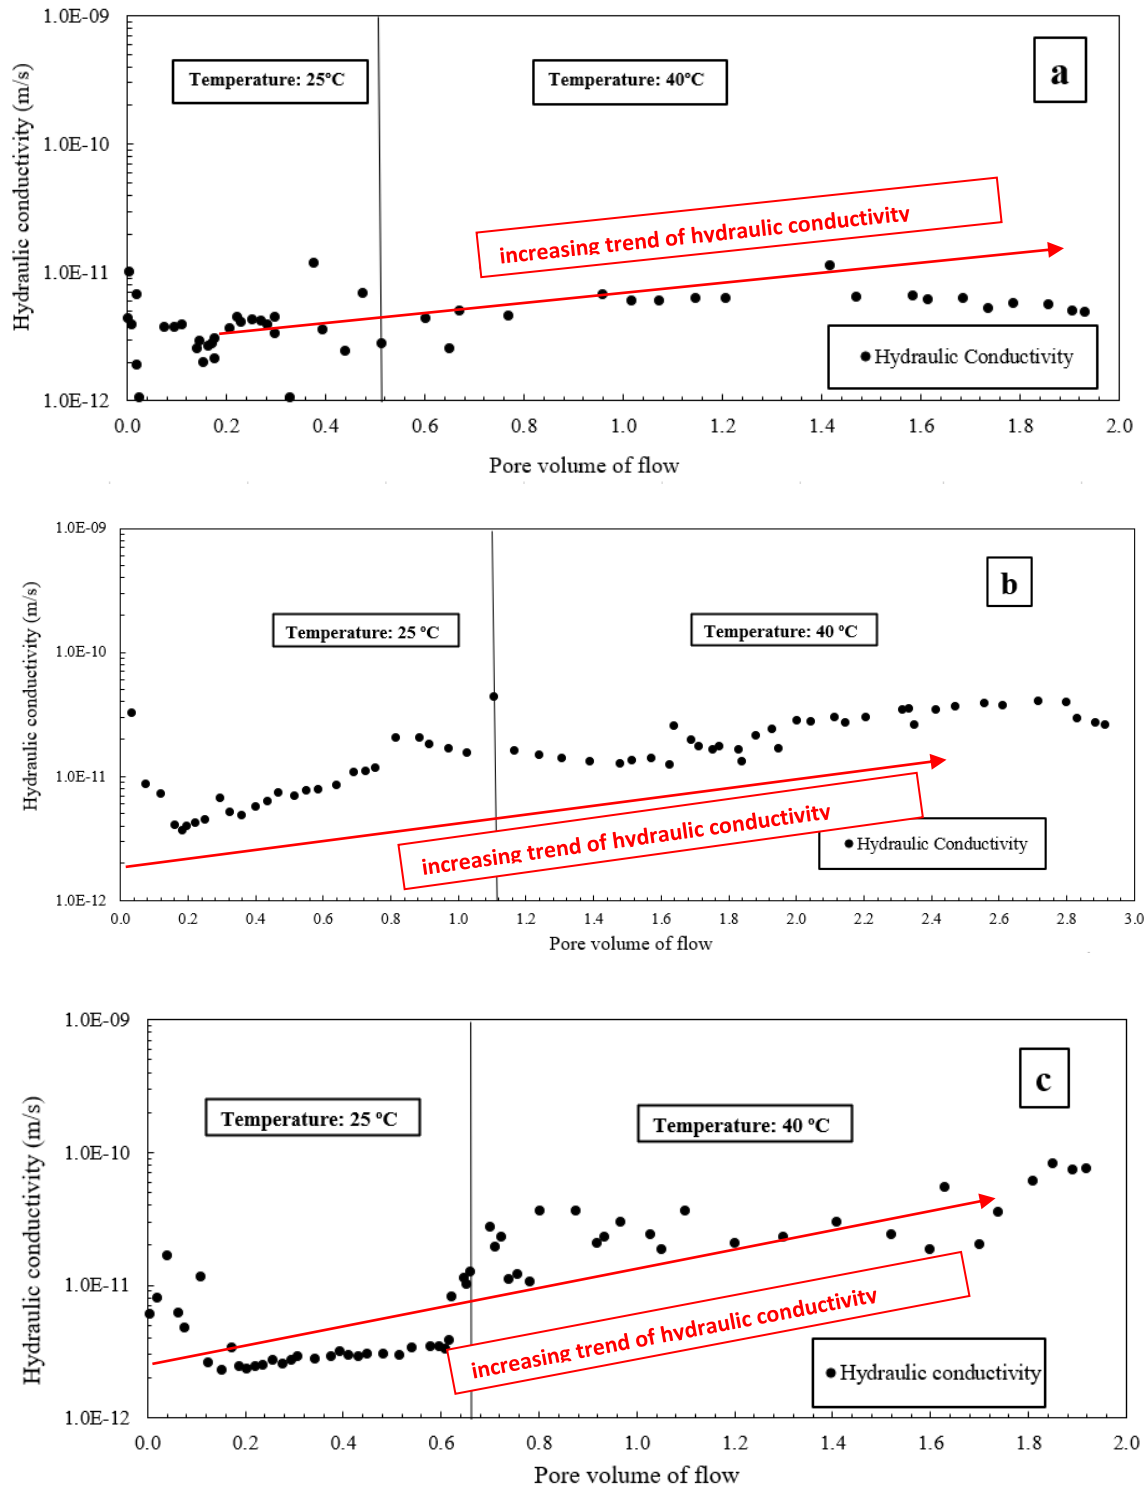 1.0E-09
Temperature: 25°C
Temperature: 40°C
a
1.0E-10
increasing trend of hydraulic conductivity
1.0E-11
Hydraulic Conductivity
1.0E-12
Hydraulic conductivity (m/s)
0.0 0.2 0.4 0.6 0.8 1.0 1.2 1.4 1.6 1.8 2.0
Pore volume of flow
1.0E-09
b
Temperature: 25 °C
Temperature: 40 °C
1.0E-10
1.0E-11
increasing trend of hydraulic conductivity
Hydraulic Conductivity
1.0E-12
Hydraulic conductivity (m/s)
0.0 0.2 0.4 0.6 0.8 1.0 1.2 1.4 1.6 1.8 2.0 2.2 2.4 2.6 2.8 3.0
Pore volume of flow
1.0E-09
c
Temperature: 25 °C
Temperature: 40 °C
1.0E-10
1.0E-11
increasing trend of hydraulic conductivity
Hydraulic conductivity
1.0E-12
Hydraulic conductivity (m/s)
0.0 0.2 0.4 0.6 0.8 1.0 1.2 1.4 1.6 1.8 2.0
Pore volume of flow